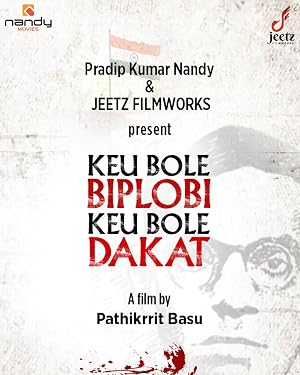 nandy
MOVIES
jeetz
FILMWORKS
Pradip Kumar Nandy
&
JEETZ FILMWORKS
present
KEU BOLE
BIPLOBI
KEU BOLE
DAKAT
A film by
Pathikrrit Basu